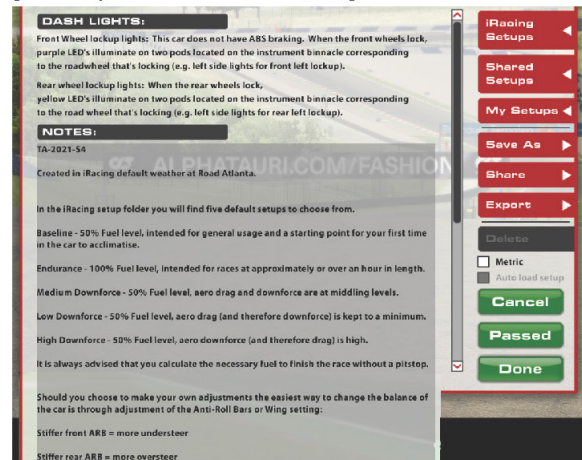 DASH LIGHTS:
Front Wheel lockup lights: This car does not have ABS braking. When the front wheels lock,
purple LED's illuminate on two pods located on the instrument binnacle corresponding
to the roadwheel that's locking (e.g. left side lights for front left lockup).
Rear wheel lockup lights: When the rear wheels lock,
yellow LED's illuminate on two pods located on the instrument binnacle corresponding
to the road wheel that's locking (e.g. left side lights for rear left lockup).
NOTES:
TA-2021-S4
ALPHATAURI.COM/FASHION
Created in iRacing default weather at Road Atlanta.
In the iRacing setup folder you will find five default setups to choose from.
Baseline - 50% Fuel level, intended for general usage and a starting point for your first time
in the car to acclimatise.
Endurance - 100% Fuel level, intended for races at approximately or over an hour in length.
Medium Downforce - 50% Fuel level, aero drag and downforce are at middling levels.
Low Downforce - 50% Fuel level, aero drag (and therefore downforce) is kept to a minimum.
High Downforce - 50% Fuel level, aero downforce (and therefore drag) is high.
It is always advised that you calculate the necessary fuel to finish the race without a pitstop.
Should you choose to make your own adjustments the easiest way to change the balance of
the car is through adjustment of the Anti-Roll Bars or Wing setting:
Stiffer front ARB = more understeer
Stiffer rear ARB = more oversteer
iRacing
Setups
Shared
Setups
My Setups
Save As
Share
Export
Delete
Metric
Auto load setup
Cancel
Passed
Done